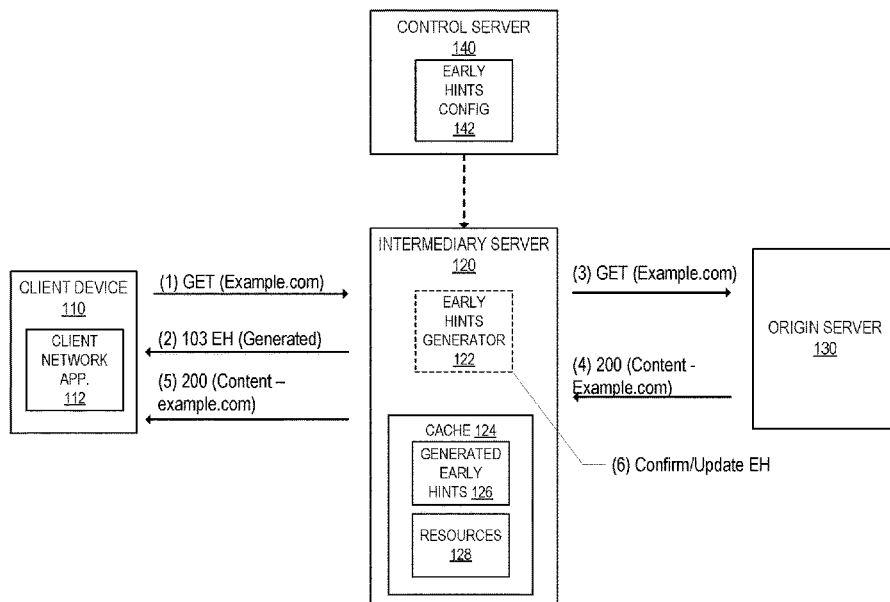 CONTROL SERVER
140
EARLY
HINTS
CONFIG
142
INTERMEDIARY SERVER
120
EARLY
HINTS
GENERATOR
122
CACHE 124
GENERATED
EARLY
HINTS 126
RESOURCES
128
CLIENT DEVICE
110
CLIENT
NETWORK
APP.
112
(1) GET (Example.com)
(2) 103 EH (Generated)
(5) 200 (Content –
example.com)
(3) GET (Example.com)
(4) 200 (Content -
Example.com)
(6) Confirm/Update EH
ORIGIN SERVER
130